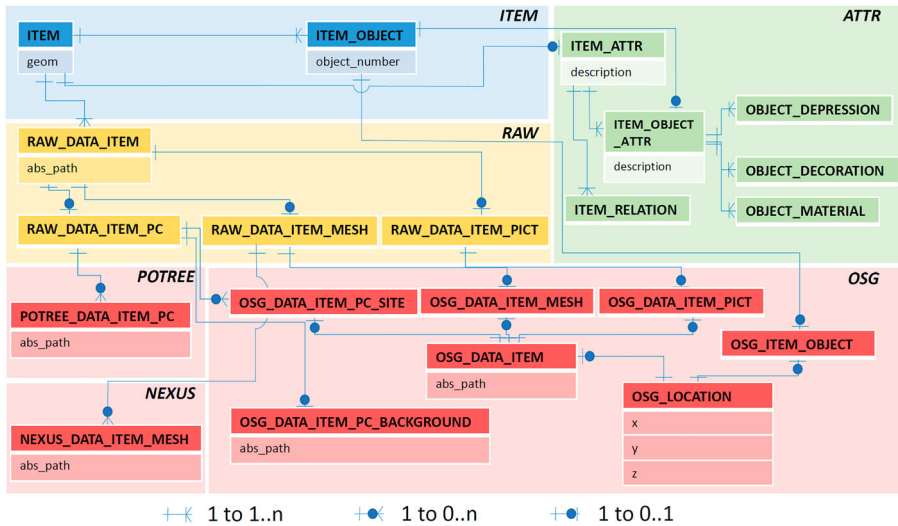 ITEM
ITEM
geom
ITEM_OBJECT
object_number
ATTR
ITEM_ATTR
description
ITEM_OBJECT
_ATTR
description
OBJECT_DEPRESSION
OBJECT_DECORATION
OBJECT_MATERIAL
ITEM_RELATION
RAW
RAW_DATA_ITEM
abs_path
RAW_DATA_ITEM_PC
RAW_DATA_ITEM_MESH
RAW_DATA_ITEM_PICT
POTREE
POTREE_DATA_ITEM_PC
abs_path
NEXUS
NEXUS_DATA_ITEM_MESH
abs_path
OSG
OSG_DATA_ITEM_PC_SITE
OSG_DATA_ITEM_MESH
OSG_DATA_ITEM_PICT
OSG_DATA_ITEM
abs_path
OSG_ITEM_OBJECT
OSG_LOCATION
x
y
z
OSG_DATA_ITEM_PC_BACKGROUND
abs_path
1 to 1..n
1 to 0..n
1 to 0..1